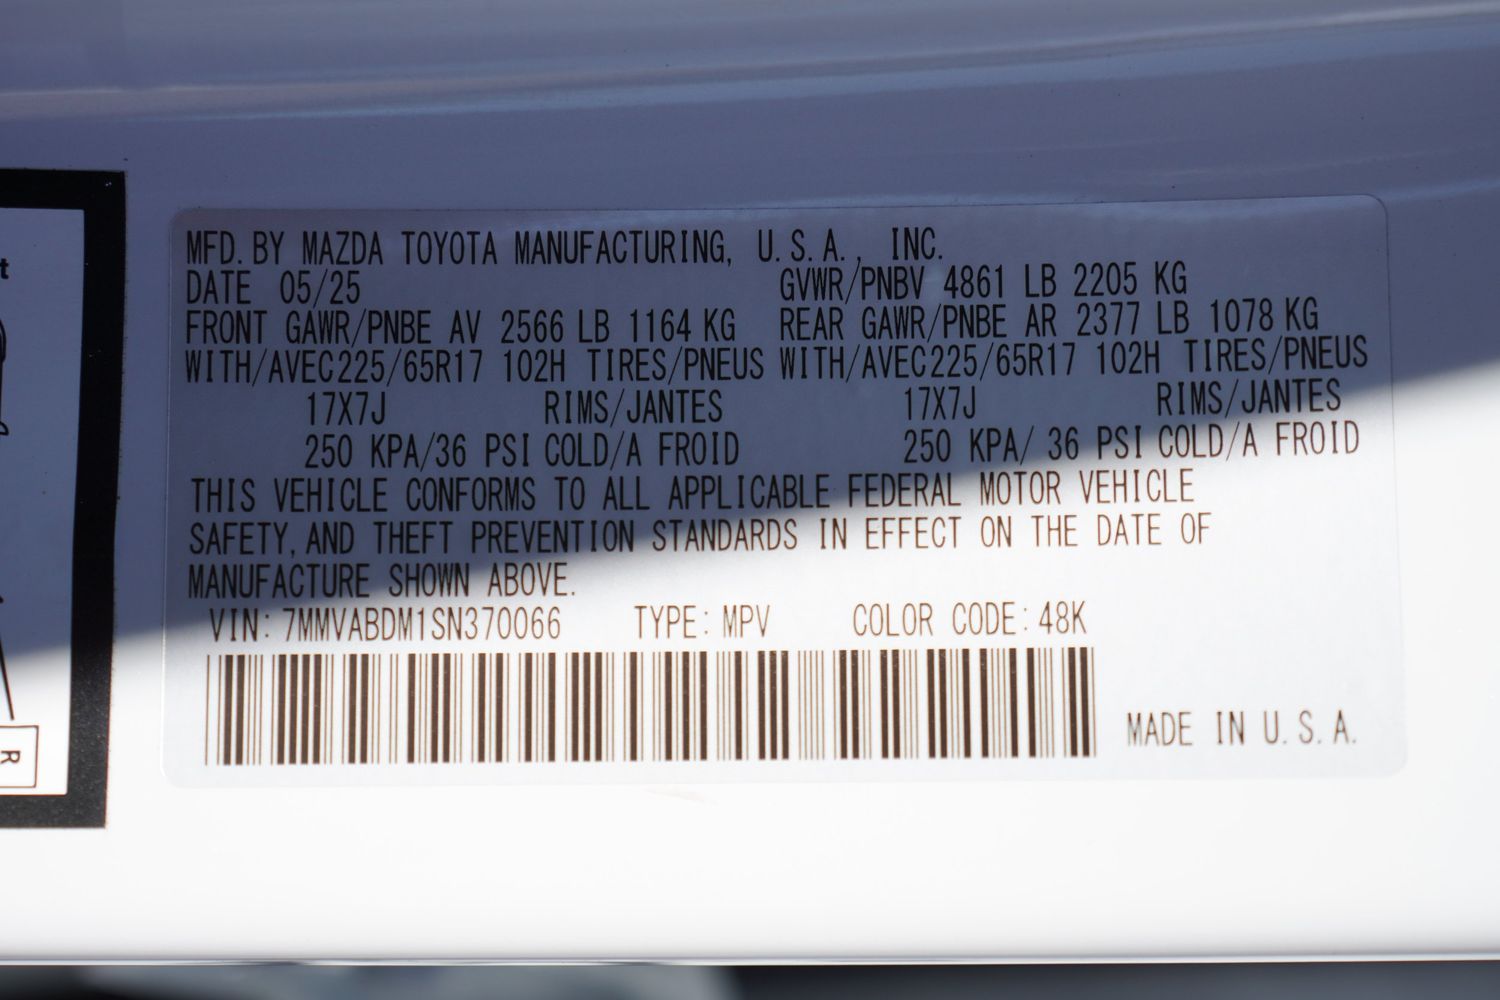 t
R
MFD. BY MAZDA TOYOTA MANUFACTURING, U.S.A., INC.
DATE 05/25 GVWR/PNBV 4861 LB 2205 KG
FRONT GAWR/PNBE AV 2566 LB 1164 KG REAR GAWR/PNBE AR 2377 LB 1078 KG
WITH/AVEC225/65R17 102H TIRES/PNEUS WITH/AVEC225/65R17 102H TIRES/PNEUS
17X7J RIMS/JANTES 17X7J RIMS/JANTES
250 KPA/36 PSI COLD/A FROID 250 KPA/ 36 PSI COLD/A FROID
THIS VEHICLE CONFORMS TO ALL APPLICABLE FEDERAL MOTOR VEHICLE
SAFETY, AND THEFT PREVENTION STANDARDS IN EFFECT ON THE DATE OF
MANUFACTURE SHOWN ABOVE.
VIN: 7MMVABDM1SN370066 TYPE: MPV COLOR CODE: 48K
MADE IN U.S.A.